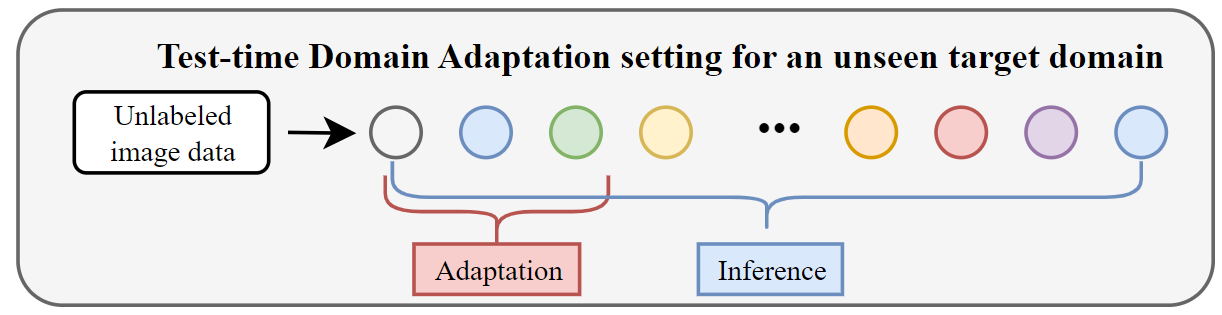 Test-time Domain Adaptation setting for an unseen target domain
Unlabeled
image data
Adaptation
Inference